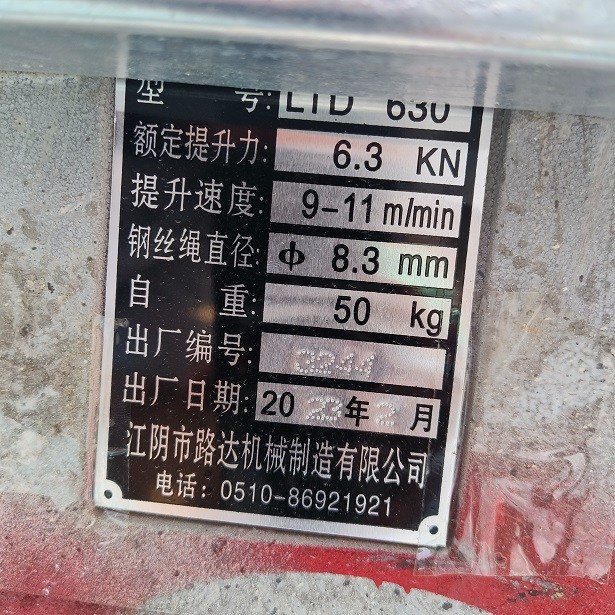 型 号: LTD 630
额定提升力: 6.3 KN
提升速度: 9-11 m/min
钢丝绳直径: ф 8.3 mm
自 重: 50 kg
出厂编号: 3244
出厂日期: 2023年2月
江阴市路达机械制造有限公司
电话: 0510-86921921